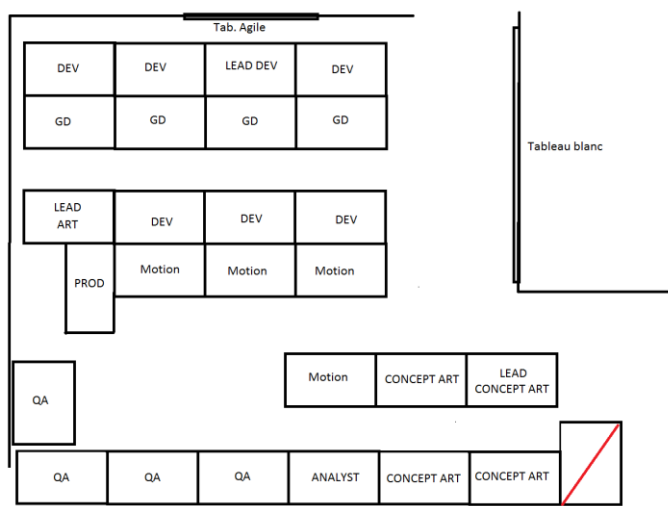 Tab. Agile
DEV DEV LEAD DEV DEV
GD GD GD GD
Tableau blanc
LEAD
ART DEV DEV DEV
PROD Motion Motion Motion
Motion CONCEPT ART LEAD
CONCEPT ART
QA
QA QA QA ANALYST CONCEPT ART CONCEPT ART